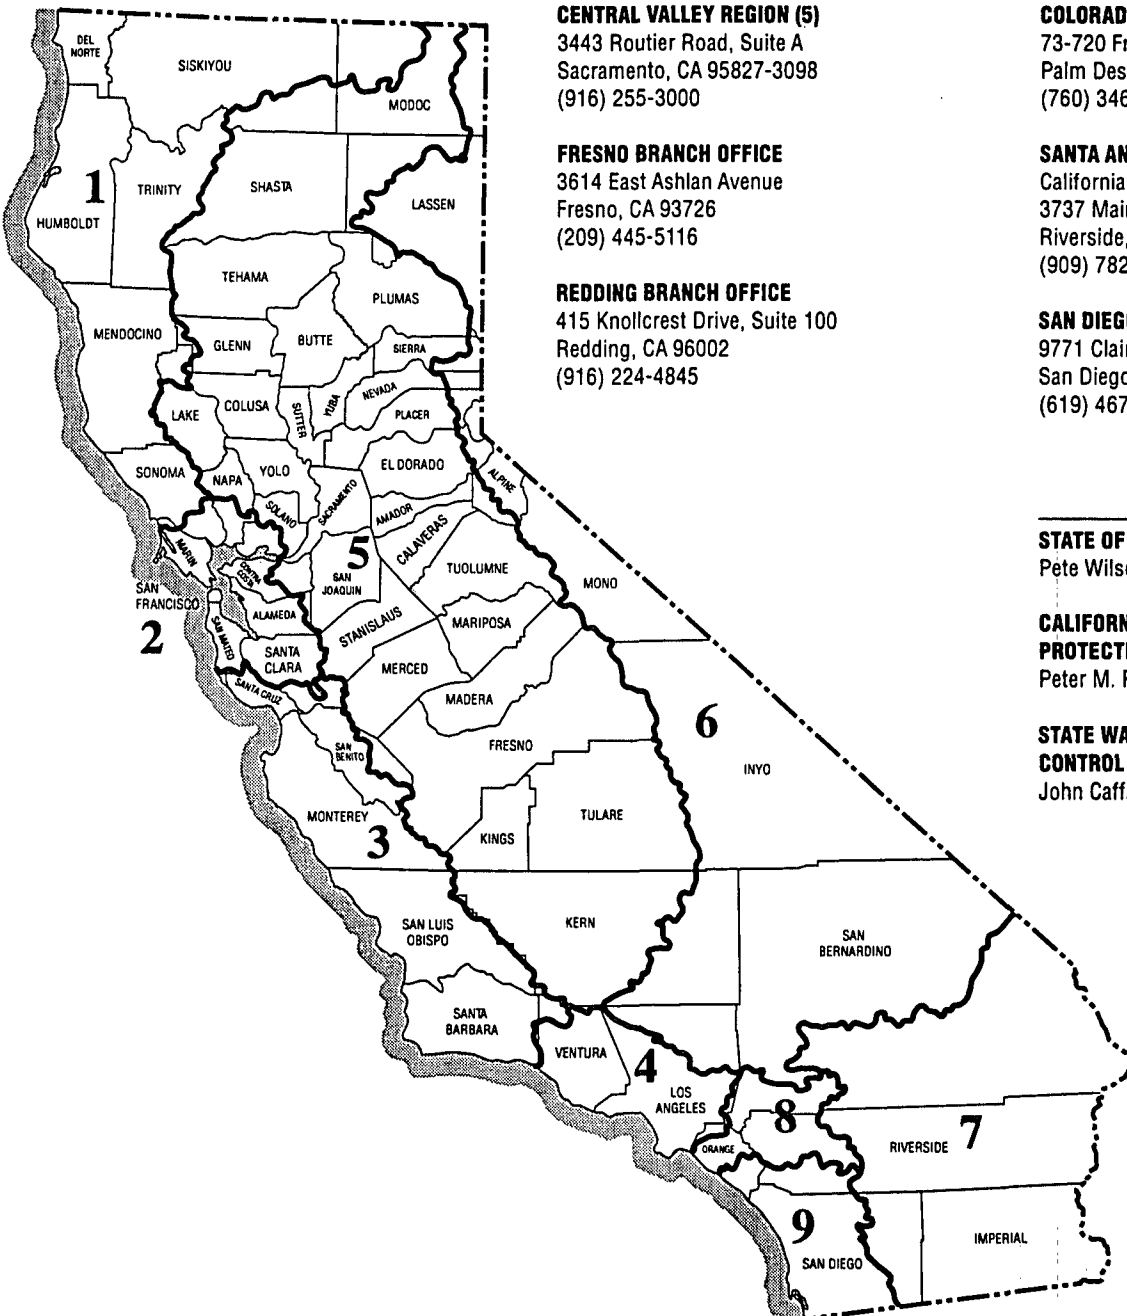 CENTRAL VALLEY REGION (5)
3443 Routier Road, Suite A
Sacramento, CA 95827-3098
(916) 255-3000
FRESNO BRANCH OFFICE
3614 East Ashlan Avenue
Fresno, CA 93726
(209) 445-5116
REDDING BRANCH OFFICE
415 Knollcrest Drive, Suite 100
Redding, CA 96002
(916) 224-4845
COLORAD
73-720 Fr
Palm Des
(760) 346
SANTA AN
California
3737 Main
Riverside,
(909) 782
SAN DIEG
9771 Clair
San Diego
(619) 467
STATE OF
Pete Wils
CALIFORN
PROTECTI
Peter M. R
STATE WA
CONTROL
John Caff
DEL
NORTE
SISKIYOU
MODOC
1
HUMBOLDT
TRINITY
SHASTA
LASSEN
TEHAMA
PLUMAS
MENDOCINO
GLENN
BUTTE
SIERRA
LAKE
COLUSA
SUTTER
YUBA
NEVADA
PLACER
SONOMA
NAPA
YOLO
SOLANO
SACRAMENTO
EL DORADO
ALPINE
AMADOR
CALAVERAS
5
MARIN
CONTRA
COSTA
SAN
JOAQUIN
TUOLUMNE
MONO
SAN
FRANCISCO
2
ALAMEDA
STANISLAUS
MARIPOSA
SAN MATEO
SANTA
CLARA
MERCED
SANTA CRUZ
MADERA
6
SAN
BENITO
FRESNO
INYO
MONTEREY
3
KINGS
TULARE
SAN LUIS
OBISPO
KERN
SAN
BERNARDINO
SANTA
BARBARA
VENTURA
4
LOS
ANGELES
8
ORANGE
RIVERSIDE
7
9
SAN DIEGO
IMPERIAL